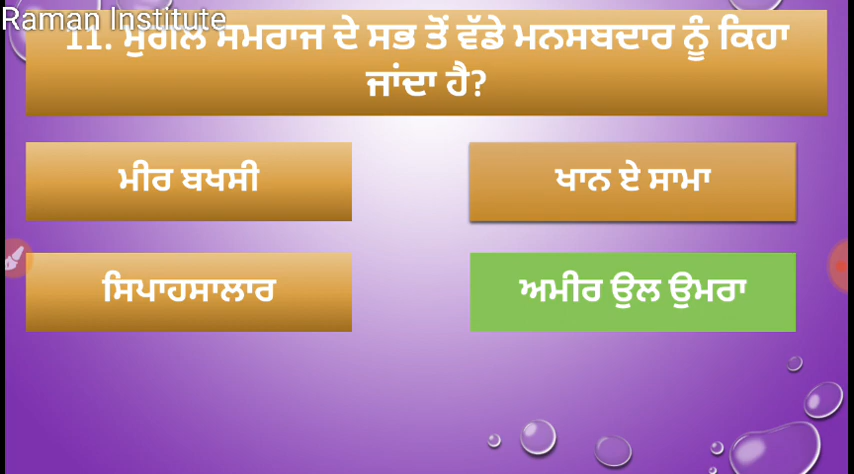 Raman Institute
11. ਮੁਗਲ ਸਮਰਾਜ ਦੇ ਸਭ ਤੋਂ ਵੱਡੇ ਮਨਸਬਦਾਰ ਨੂੰ ਕਿਹਾ
ਜਾਂਦਾ ਹੈ?
ਮੀਰ ਬਖਸੀ
ਖਾਨ ਏ ਸਾਮਾ
ਸਿਪਾਹਸਾਲਾਰ
ਅਮੀਰ ਉਲ ਉਮਰਾ